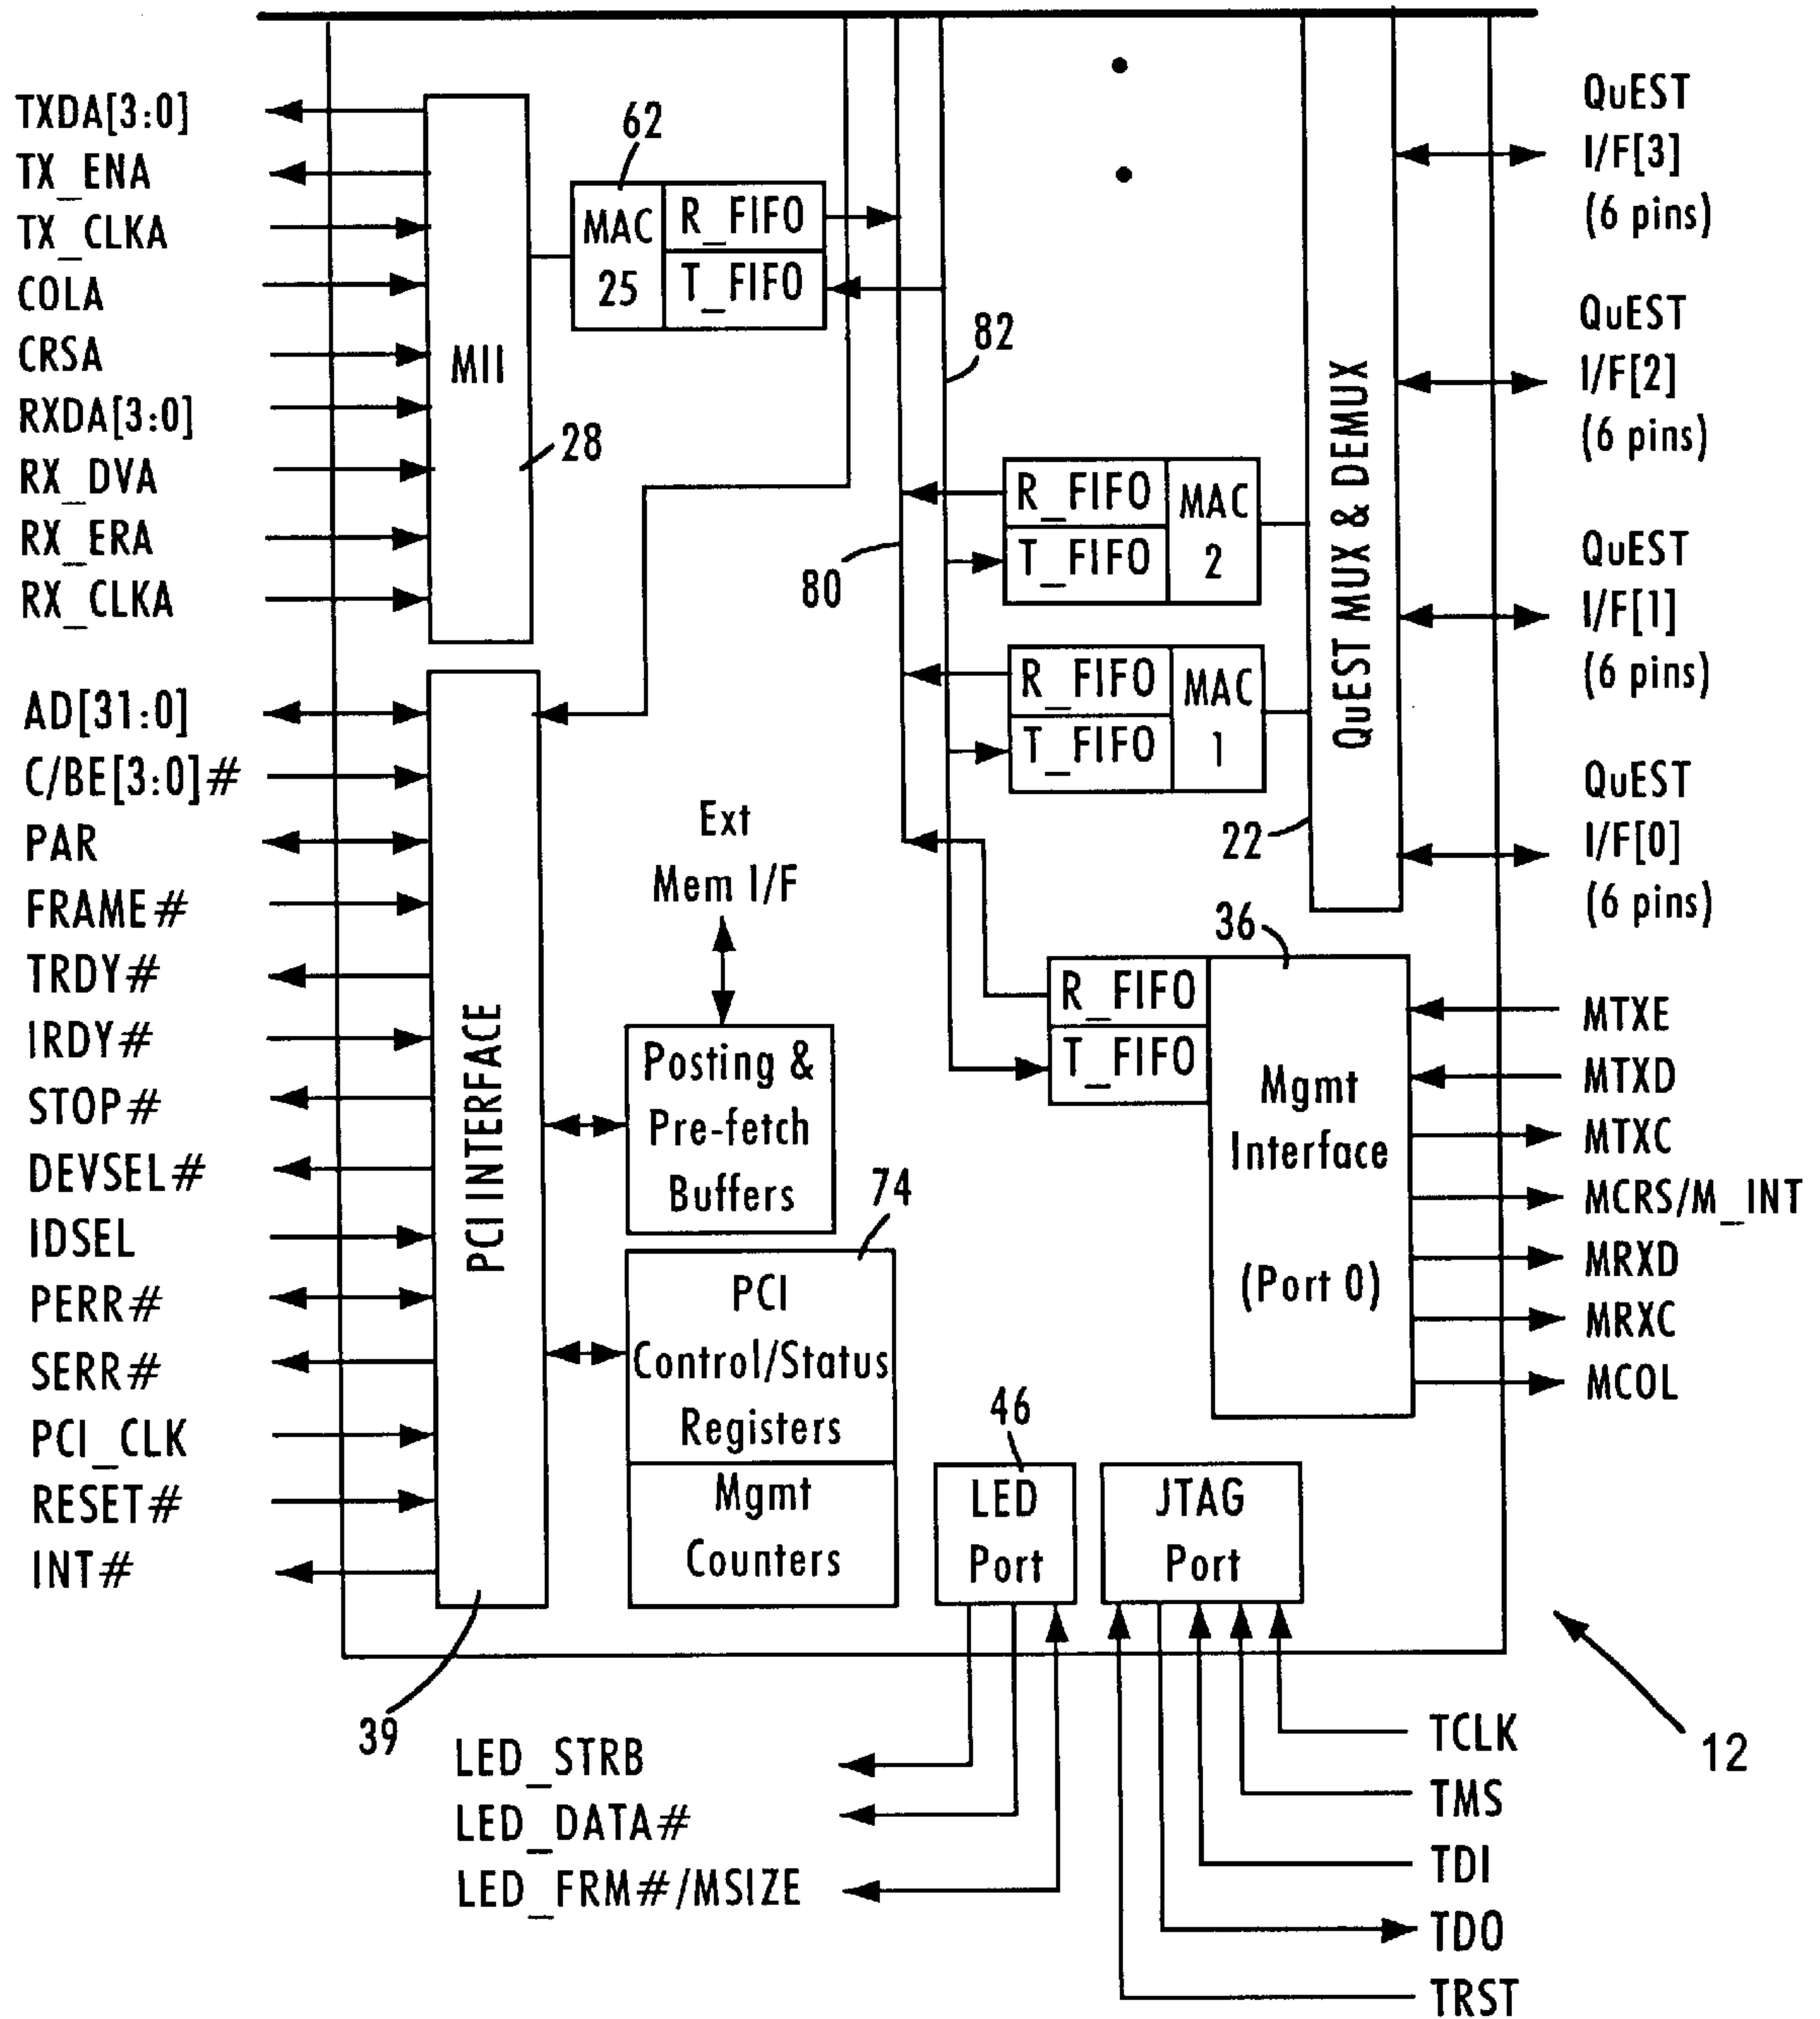 TXDA[3:0]
TX_ENA
TX_CLKA
COLA
CRSA
RXDA[3:0]
RX_DVA
RX_ERA
RX_CLKA
MII
28
62
MAC
25
R_FIFO
T_FIFO
82
80
R_FIFO
T_FIFO
MAC
2
R_FIFO
T_FIFO
MAC
1
QuEST MUX & DEMUX
22
QuEST
I/F[3]
(6 pins)
QuEST
I/F[2]
(6 pins)
QuEST
I/F[1]
(6 pins)
QuEST
I/F[0]
(6 pins)
AD[31:0]
C/BE[3:0]#
PAR
FRAME#
TRDY#
IRDY#
STOP#
DEVSEL#
IDSEL
PERR#
SERR#
PCI_CLK
RESET#
INT#
PCI INTERFACE
39
Ext
Mem I/F
Posting &
Pre-fetch
Buffers
74
PCI
Control/Status
Registers
Mgmt
Counters
36
R_FIFO
T_FIFO
Mgmt
Interface
(Port 0)
MTXE
MTXD
MTXC
MCRS/M_INT
MRXD
MRXC
MCOL
46
LED
Port
JTAG
Port
LED_STRB
LED_DATA#
LED_FRM#/MSIZE
TCLK
TMS
TDI
TDO
TRST
12